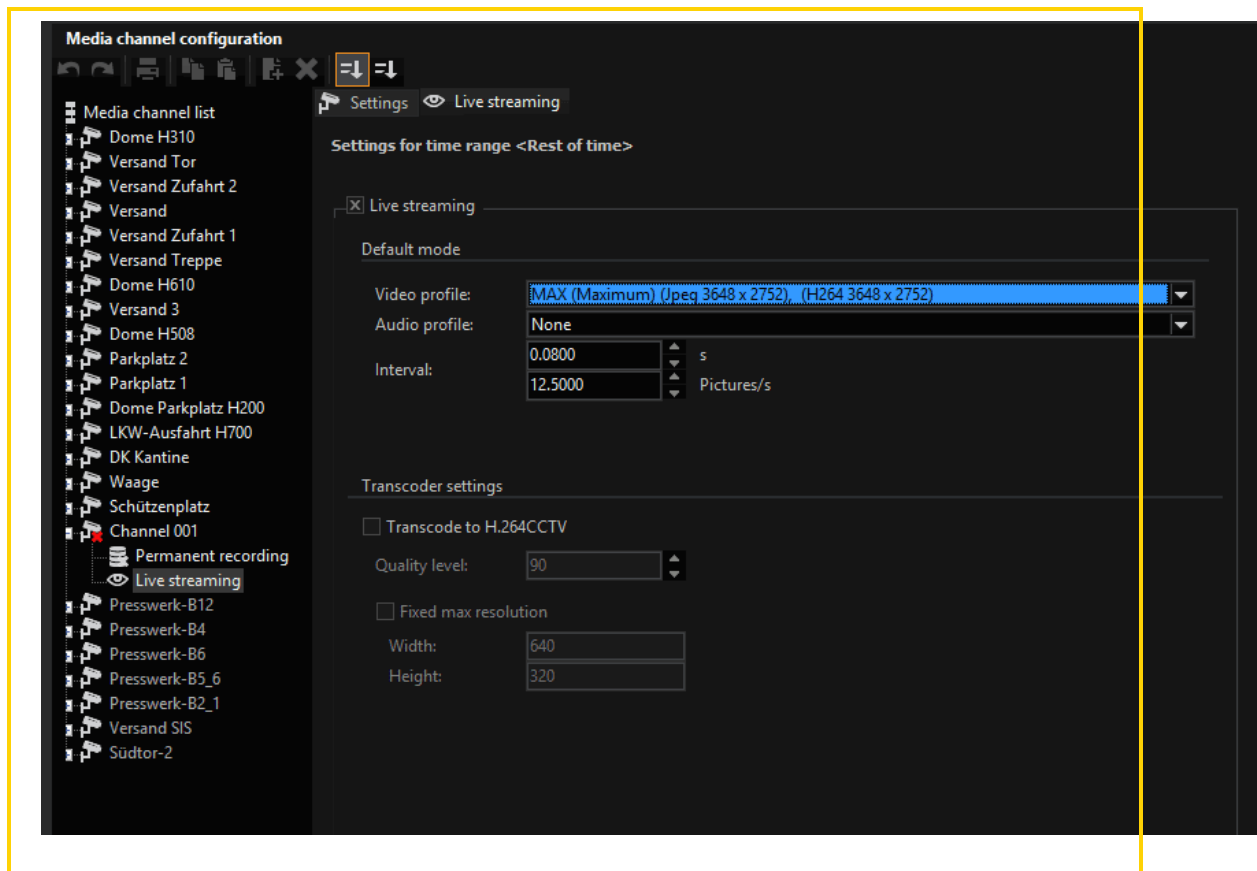 Media channel configuration
Media channel list
Dome H310
Versand Tor
Versand Zufahrt 2
Versand
Versand Zufahrt 1
Versand Treppe
Dome H610
Versand 3
Dome H508
Parkplatz 2
Parkplatz 1
Dome Parkplatz H200
LKW-Ausfahrt H700
DK Kantine
Waage
Schützenplatz
Channel 001
Permanent recording
Live streaming
Presswerk-B12
Presswerk-B4
Presswerk-B6
Presswerk-B5_6
Presswerk-B2_1
Versand SIS
Südtor-2
Settings Live streaming
Settings for time range <Rest of time>
Live streaming
Default mode
Video profile: MAX (Maximum) (Jpeg 3648 x 2752), (H264 3648 x 2752)
Audio profile: None
Interval:
0.0800 s
12.5000 Pictures/s
Transcoder settings
Transcode to H.264CCTV
Quality level: 90
Fixed max resolution
Width: 640
Height: 320